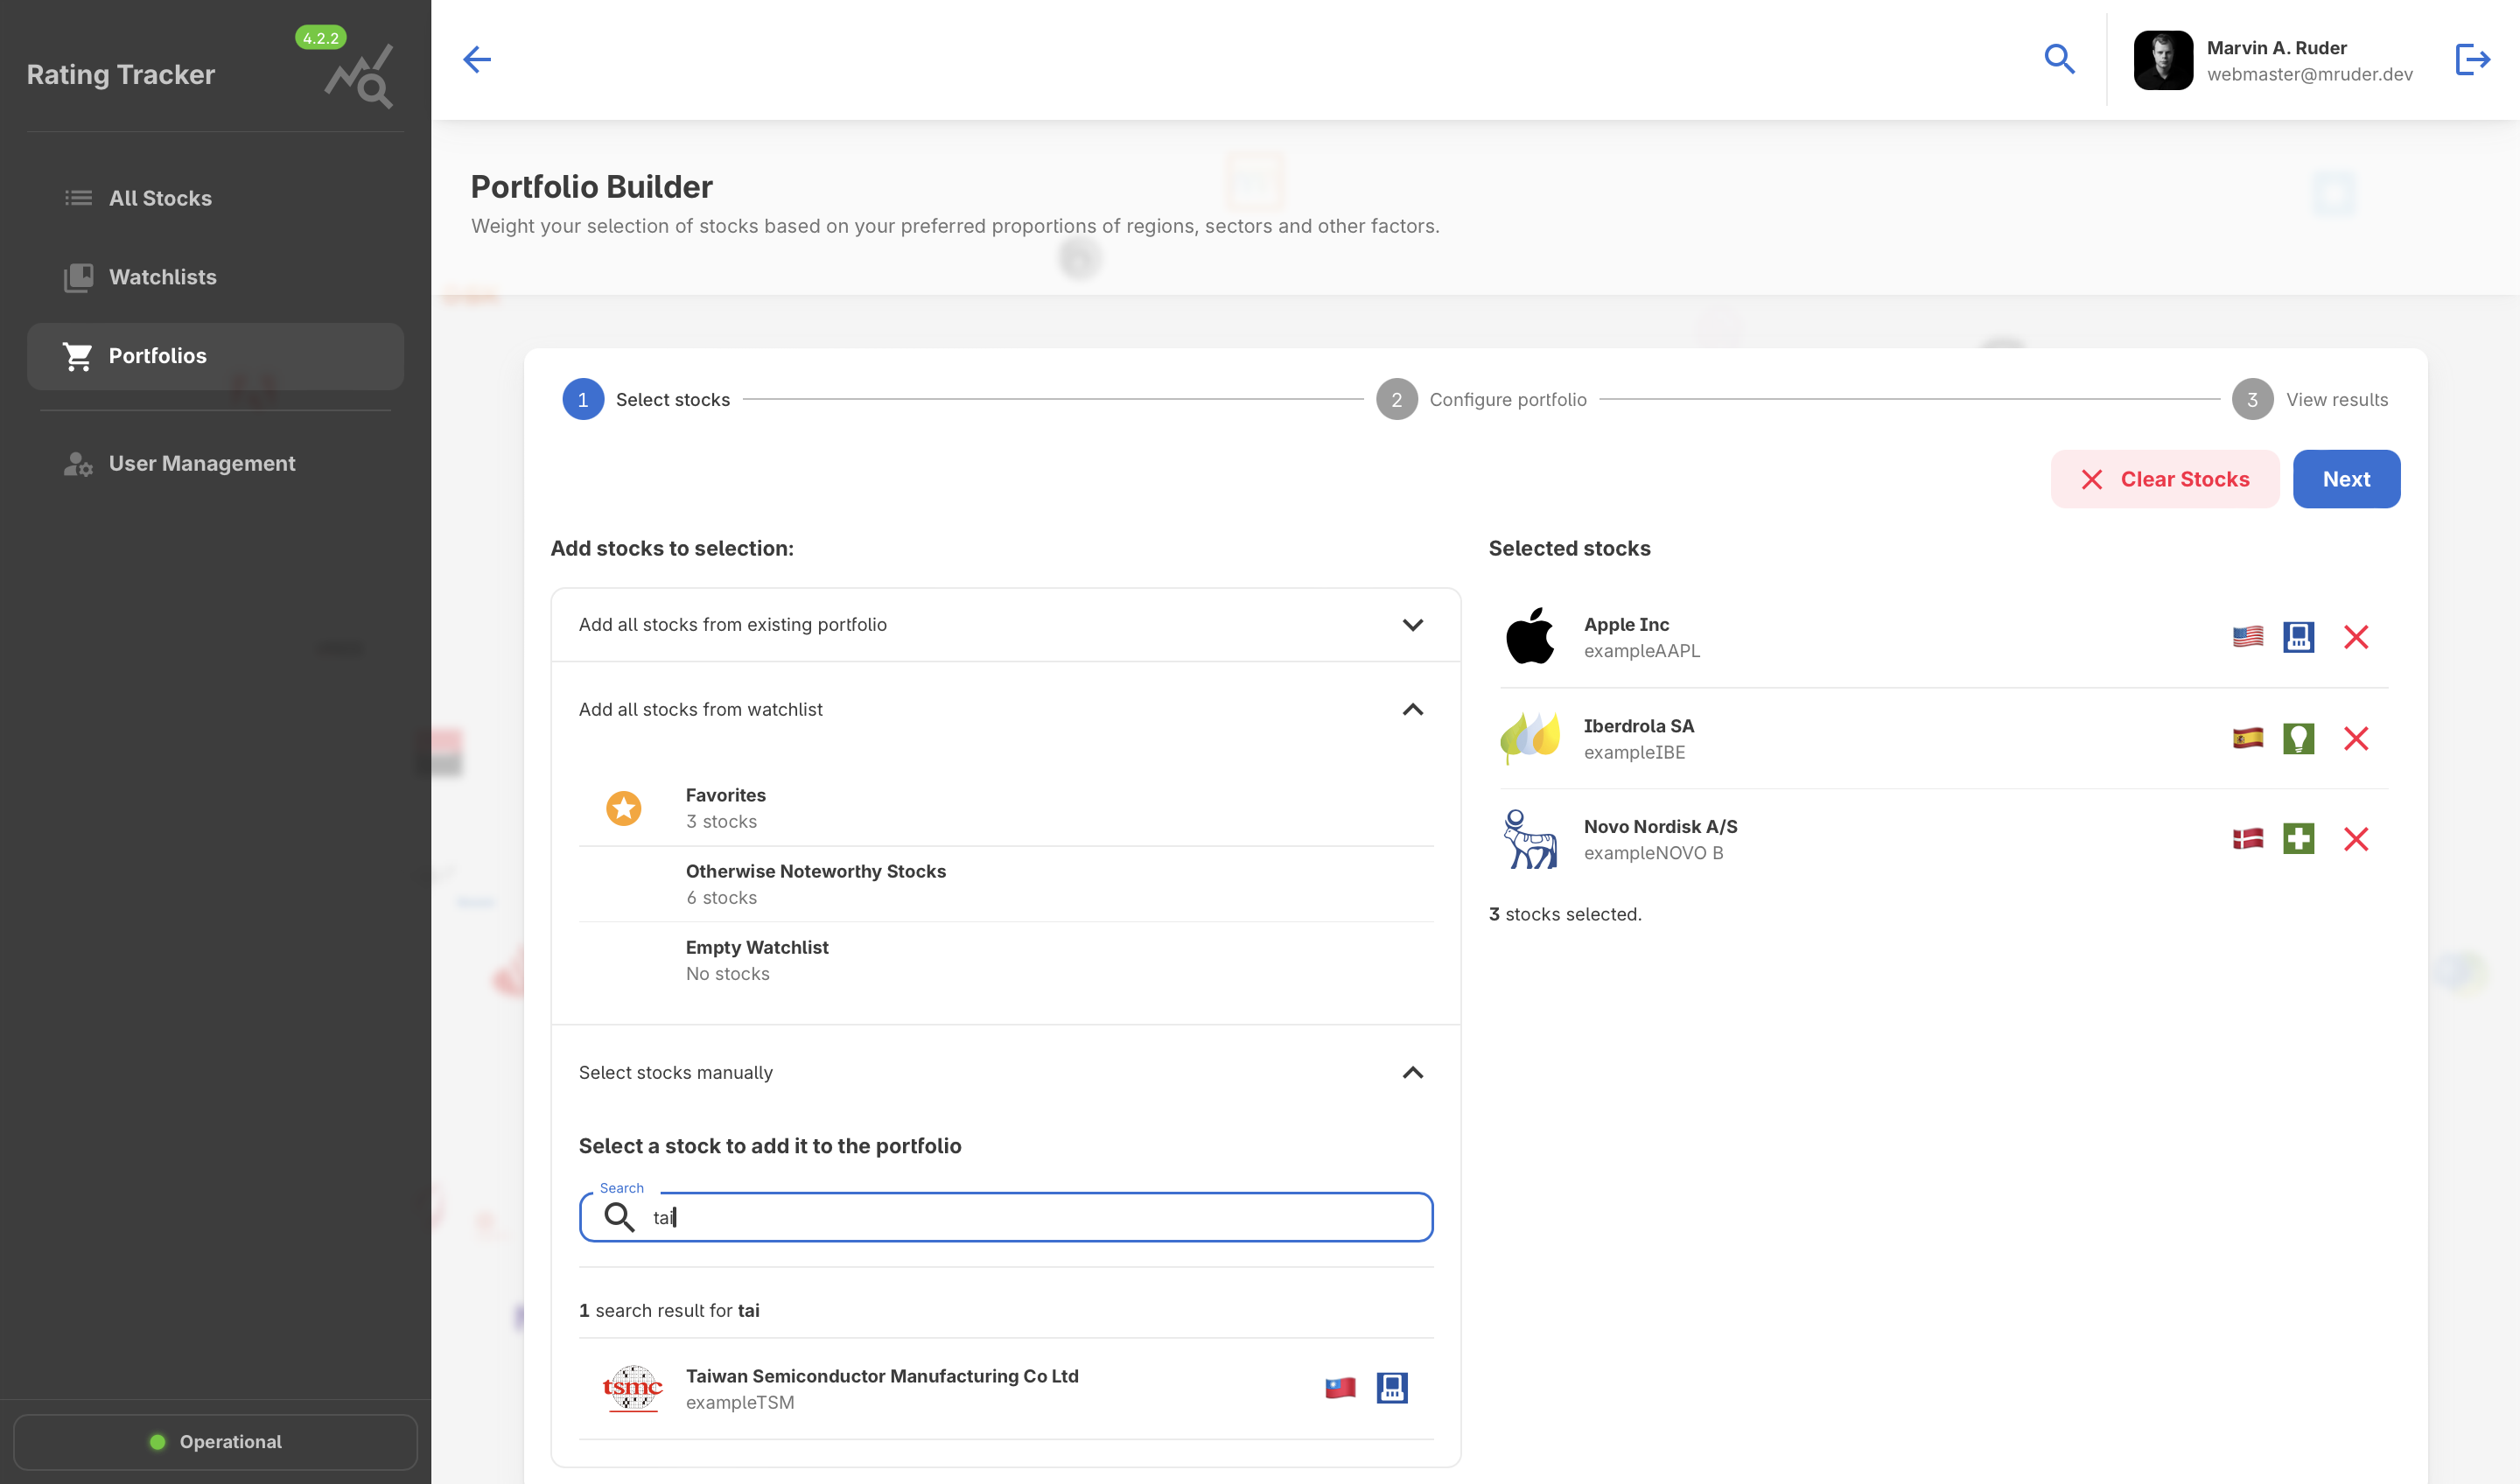 4.2.2
Rating Tracker
All Stocks
Watchlists
Portfolios
User Management
Operational
Marvin A. Ruder
webmaster@mruder.dev
Portfolio Builder
Weight your selection of stocks based on your preferred proportions of regions, sectors and other factors.
1 Select stocks
2 Configure portfolio
3 View results
Clear Stocks
Next
Add stocks to selection:
Add all stocks from existing portfolio
Add all stocks from watchlist
Favorites
3 stocks
Otherwise Noteworthy Stocks
6 stocks
Empty Watchlist
No stocks
Select stocks manually
Select a stock to add it to the portfolio
Search
tai
1 search result for tai
tsmc
Taiwan Semiconductor Manufacturing Co Ltd
exampleTSM
Selected stocks
Apple Inc
exampleAAPL
Iberdrola SA
exampleIBE
Novo Nordisk A/S
exampleNOVO B
3 stocks selected.